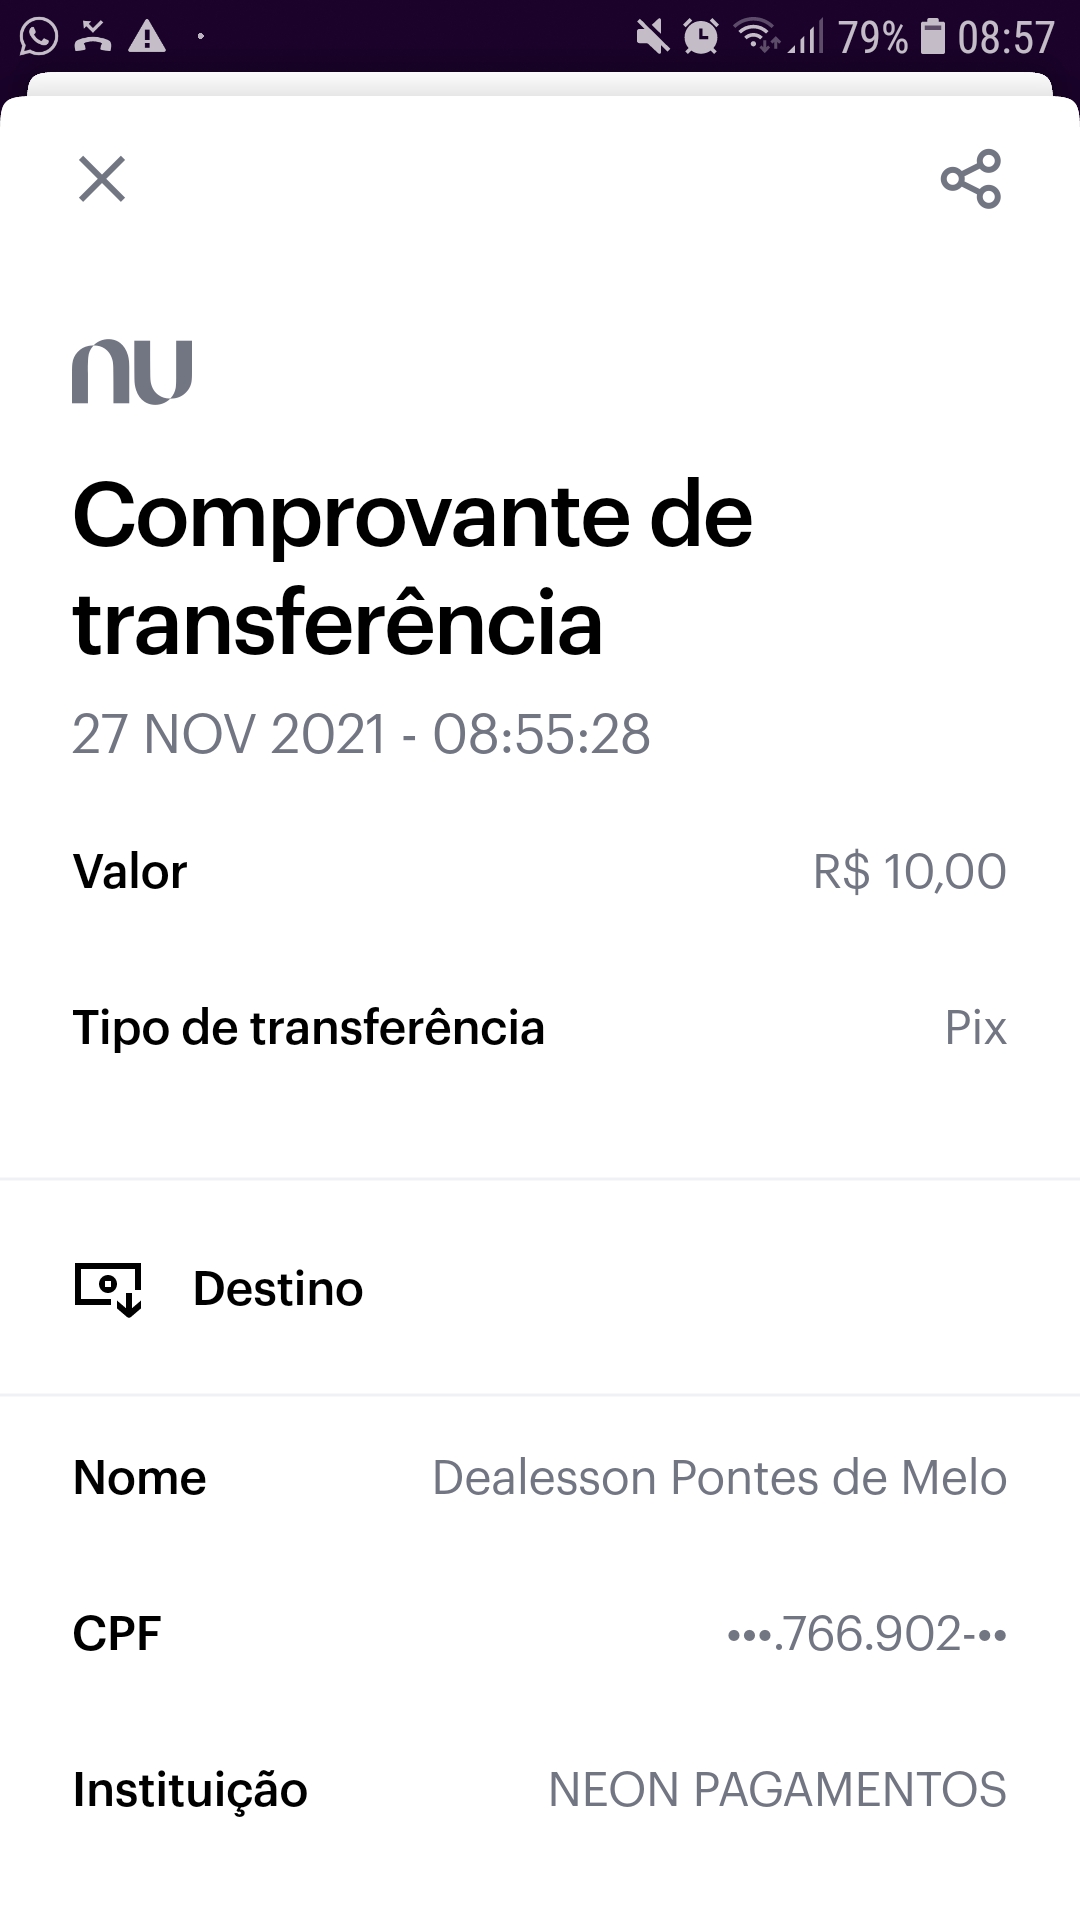 79% 08:57
nu
Comprovante de
transferência
27 NOV 2021 - 08:55:28
Valor R$ 10,00
Tipo de transferência Pix
Destino
Nome Dealesson Pontes de Melo
CPF •••.766.902-••
Instituição NEON PAGAMENTOS